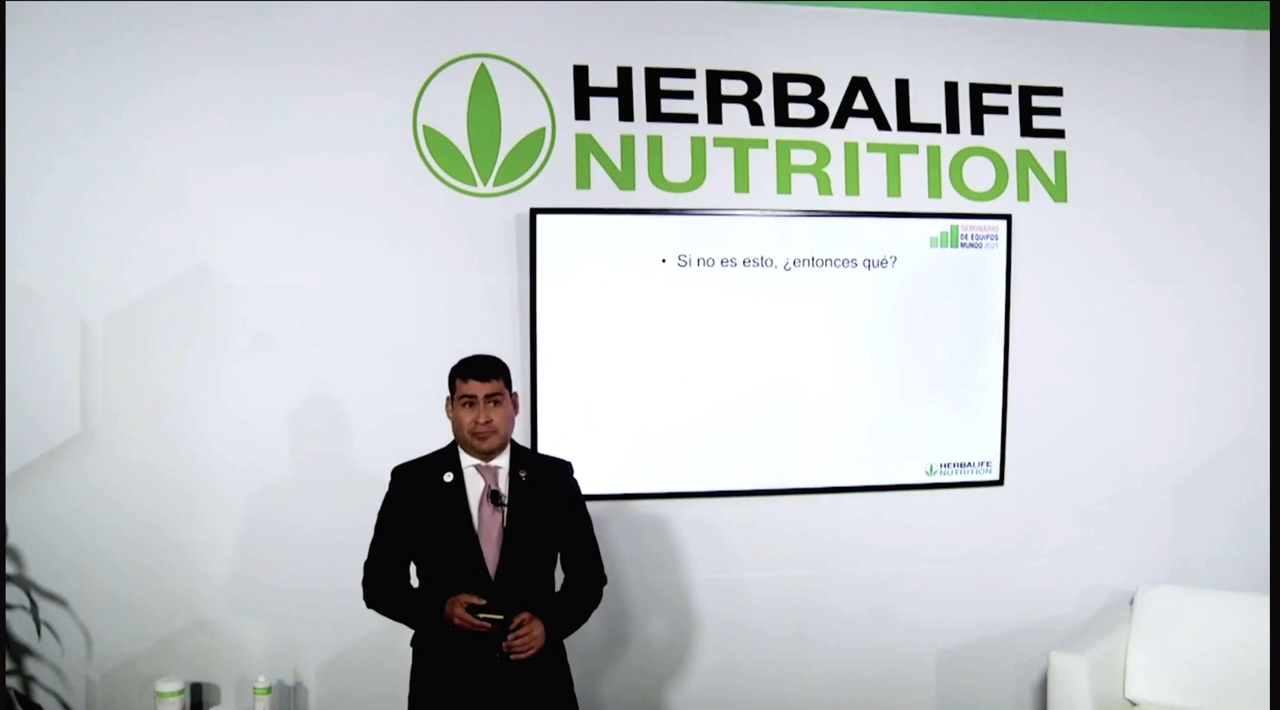 HERBALIFE
NUTRITION
SEMINARIO
DE EQUIPOS
MUNDO 2021
• Si no es esto, ¿entonces qué?
HERBALIFE
NUTRITION